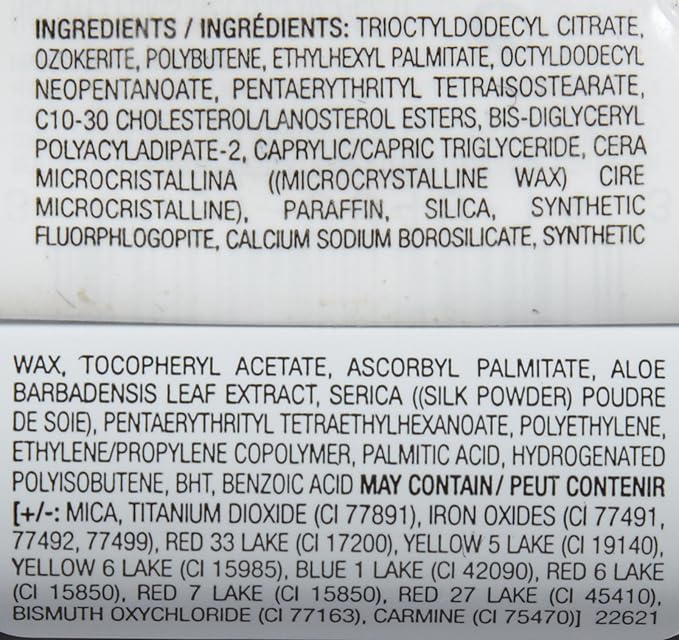 INGREDIENTS / INGRÉDIENTS: TRIOCTYLDODECYL CITRATE,
OZOKERITE, POLYBUTENE, ETHYLHEXYL PALMITATE, OCTYLDODECYL
NEOPENTANOATE, PENTAERYTHRITYL TETRAISOSTEARATE,
C10-30 CHOLESTEROL/LANOSTEROL ESTERS, BIS-DIGLYCERYL
POLYACYLADIPATE-2, CAPRYLIC/CAPRIC TRIGLYCERIDE, CERA
MICROCRISTALLINA ((MICROCRYSTALLINE WAX) CIRE
MICROCRISTALLINE), PARAFFIN, SILICA, SYNTHETIC
FLUORPHLOGOPITE, CALCIUM SODIUM BOROSILICATE, SYNTHETIC
WAX, TOCOPHERYL ACETATE, ASCORBYL PALMITATE, ALOE
BARBADENSIS LEAF EXTRACT, SERICA ((SILK POWDER) POUDRE
DE SOIE), PENTAERYTHRITYL TETRAETHYLHEXANOATE, POLYETHYLENE,
ETHYLENE/PROPYLENE COPOLYMER, PALMITIC ACID, HYDROGENATED
POLYISOBUTENE, BHT, BENZOIC ACID MAY CONTAIN/ PEUT CONTENIR
[+/-: MICA, TITANIUM DIOXIDE (CI 77891), IRON OXIDES (CI 77491,
77492, 77499), RED 33 LAKE (CI 17200), YELLOW 5 LAKE (CI 19140),
YELLOW 6 LAKE (CI 15985), BLUE 1 LAKE (CI 42090), RED 6 LAKE
(CI 15850), RED 7 LAKE (CI 15850), RED 27 LAKE (CI 45410),
BISMUTH OXYCHLORIDE (CI 77163), CARMINE (CI 75470)] 22621